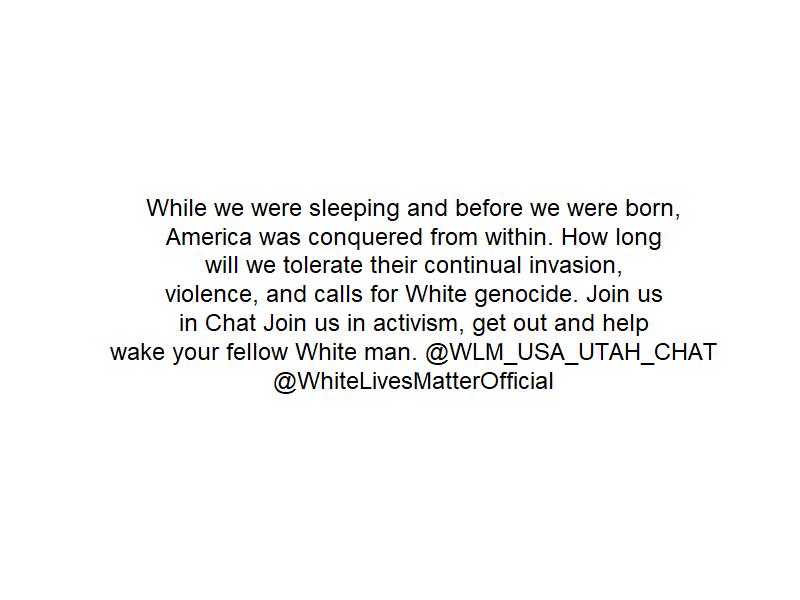 While we were sleeping and before we were born,
America was conquered from within. How long
will we tolerate their continual invasion,
violence, and calls for White genocide. Join us
in Chat Join us in activism, get out and help
wake your fellow White man. @WLM_USA_UTAH_CHAT
@WhiteLivesMatterOfficial